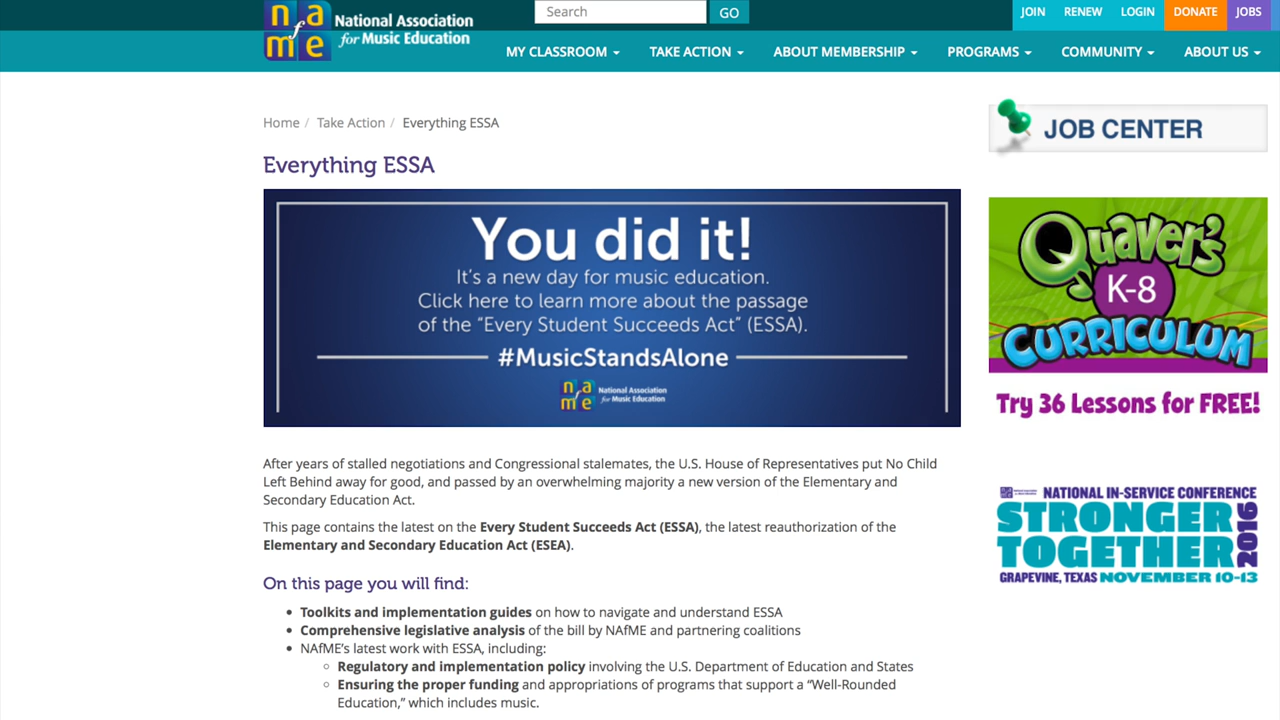 n a
f
m e
National Association
for Music Education
Search
GO
JOIN
RENEW
LOGIN
DONATE
JOBS
MY CLASSROOM
TAKE ACTION
ABOUT MEMBERSHIP
PROGRAMS
COMMUNITY
ABOUT US
Home / Take Action / Everything ESSA
Everything ESSA
You did it!
It's a new day for music education.
Click here to learn more about the passage
of the "Every Student Succeeds Act" (ESSA).
#MusicStandsAlone
n a
f
m e
National Association
for Music Education
After years of stalled negotiations and Congressional stalemates, the U.S. House of Representatives put No Child
Left Behind away for good, and passed by an overwhelming majority a new version of the Elementary and
Secondary Education Act.
This page contains the latest on the Every Student Succeeds Act (ESSA), the latest reauthorization of the
Elementary and Secondary Education Act (ESEA).
On this page you will find:
• Toolkits and implementation guides on how to navigate and understand ESSA
• Comprehensive legislative analysis of the bill by NAfME and partnering coalitions
• NAfME's latest work with ESSA, including:
◦ Regulatory and implementation policy involving the U.S. Department of Education and States
◦ Ensuring the proper funding and appropriations of programs that support a "Well-Rounded
Education," which includes music.
JOB CENTER
Quaver's
K-8
CURRICULUM
Try 36 Lessons for FREE!
NATIONAL IN-SERVICE CONFERENCE
STRONGER
TOGETHER
2016
GRAPEVINE, TEXAS NOVEMBER 10-13